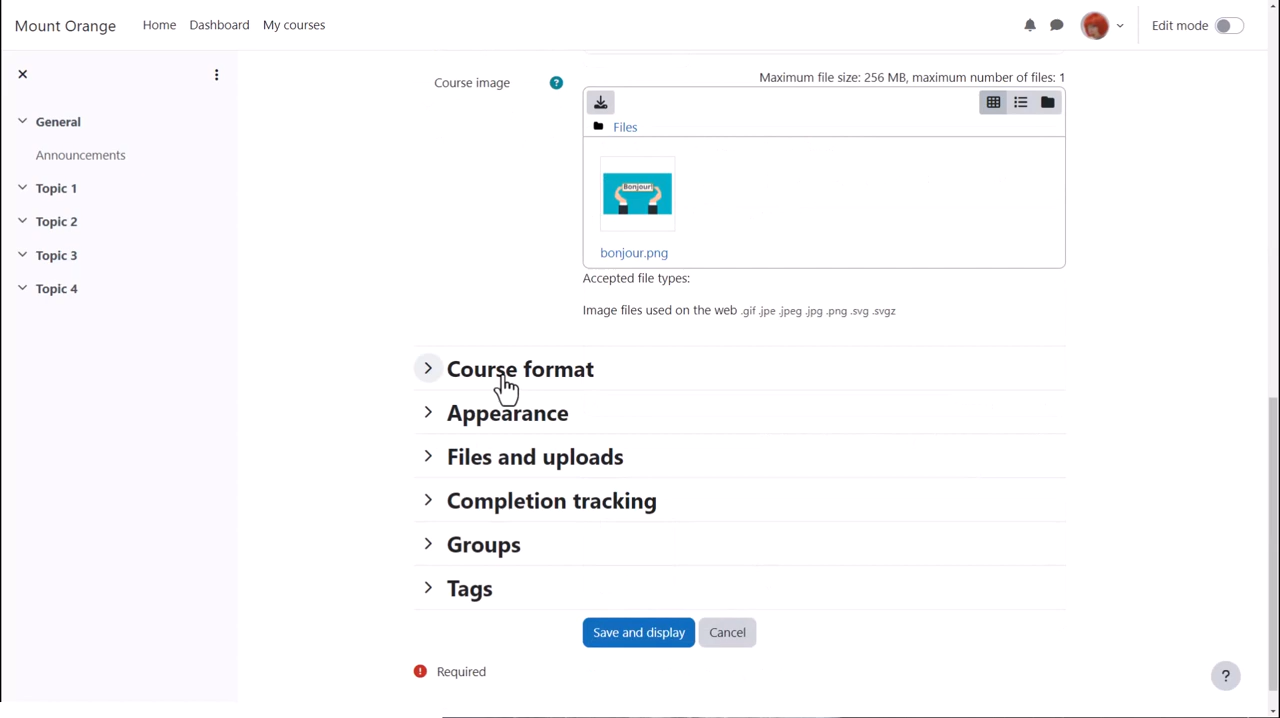 Mount Orange Home Dashboard My courses Edit mode
General
Announcements
Topic 1
Topic 2
Topic 3
Topic 4
Course image ? Maximum file size: 256 MB, maximum number of files: 1
Files
Bonjour!
bonjour.png
Accepted file types:
Image files used on the web .gif .jpe .jpeg .jpg .png .svg .svgz
Course format
Appearance
Files and uploads
Completion tracking
Groups
Tags
Save and display Cancel
! Required
?